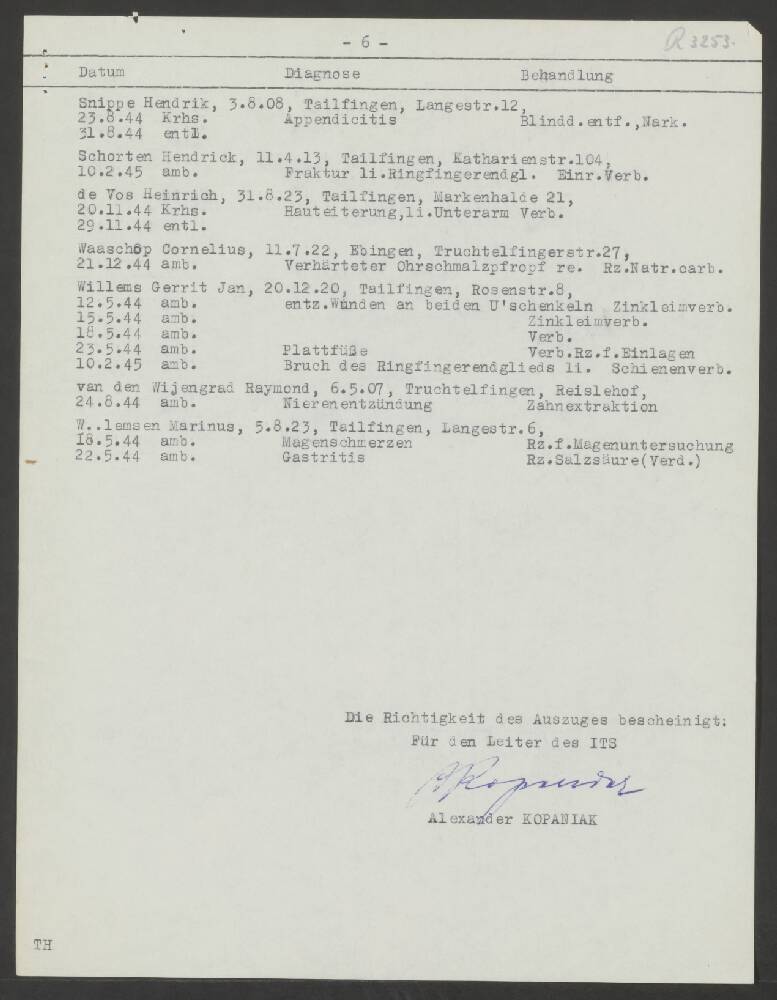 - 6 -
R 3253.
Datum Diagnose Behandlung
Snippe Hendrik, 3.8.08, Tailfingen, Langestr.12,
23.8.44 Krhs. Appendicitis Blindd.entf.,Nark.
31.8.44 entl.
Schorten Hendrick, 11.4.13, Tailfingen, Katharienstr.104,
10.2.45 amb. Fraktur li.Ringfingerendgl. Einr.Verb.
de Vos Heinrich, 31.8.23, Tailfingen, Markenhalde 21,
20.11.44 Krhs. Hauteiterung,li.Unterarm Verb.
29.11.44 entl.
Waaschop Cornelius, 11.7.22, Ebingen, Truchtelfingerstr.27,
21.12.44 amb. Verhärteter Ohrschmalzpfropf re. Rz.Natr.carb.
Willems Gerrit Jan, 20.12.20, Tailfingen, Rosenstr.8,
12.5.44 amb. entz.Wunden an beiden U'schenkeln Zinkleimverb.
15.5.44 amb. Zinkleimverb.
18.5.44 amb. Verb.
23.5.44 amb. Plattfüße Verb.Rz.f.Einlagen
10.2.45 amb. Bruch des Ringfingerendglieds li. Schienenverb.
van den Wijengrad Raymond, 6.5.07, Truchtelfingen, Reislehof,
24.8.44 amb. Nierenentzündung Zahnextraktion
W..lemsen Marinus, 5.8.23, Tailfingen, Langestr.6,
18.5.44 amb. Magenschmerzen Rz.f.Magenuntersuchung
22.5.44 amb. Gastritis Rz.Salzsäure(Verd.)
Die Richtigkeit des Auszuges bescheinigt:
Für den Leiter des ITS
Alexander KOPANIAK
TH